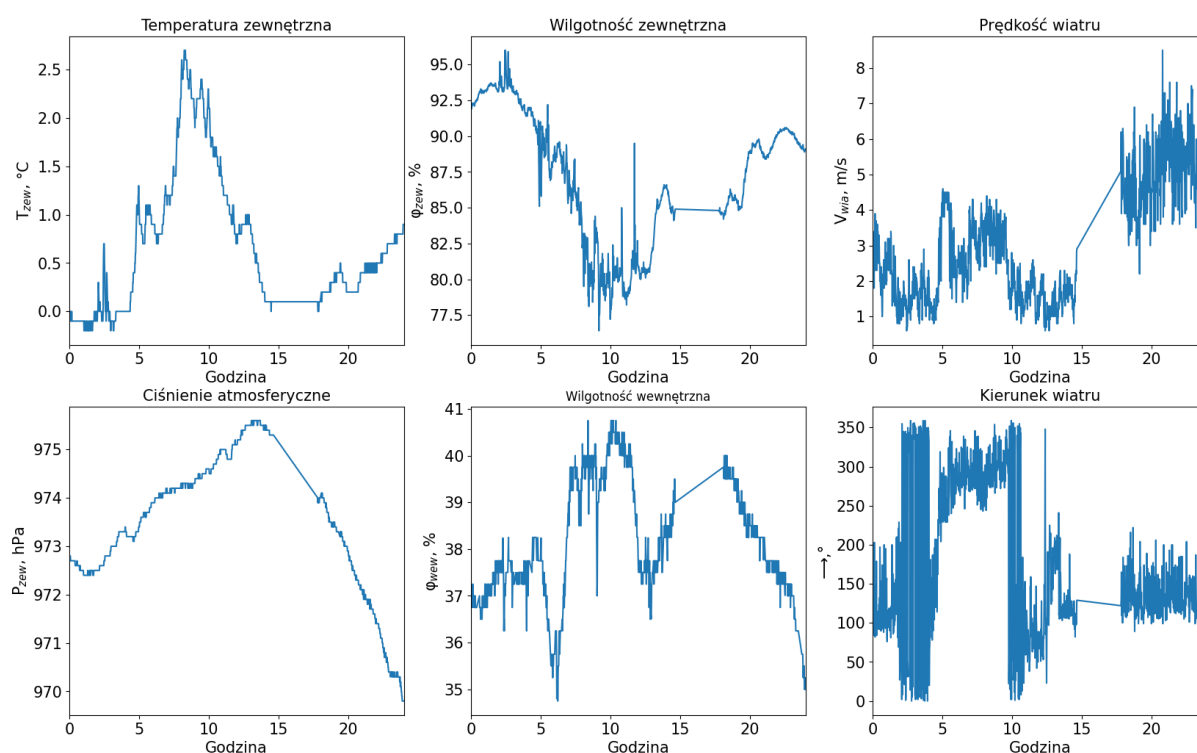 Temperatura zewnętrzna
T_zew, °C
2.5
2.0
1.5
1.0
0.5
0.0
0 5 10 15 20
Godzina
Wilgotność zewnętrzna
φ_zew, %
95.0
92.5
90.0
87.5
85.0
82.5
80.0
77.5
0 5 10 15 20
Godzina
Prędkość wiatru
V_wia, m/s
8
7
6
5
4
3
2
1
0 5 10 15 20
Godzina
Ciśnienie atmosferyczne
P_zew, hPa
975
974
973
972
971
970
0 5 10 15 20
Godzina
Wilgotność wewnętrzna
φ_wew, %
41
40
39
38
37
36
35
0 5 10 15 20
Godzina
Kierunek wiatru
→,°
350
300
250
200
150
100
50
0
0 5 10 15 20
Godzina